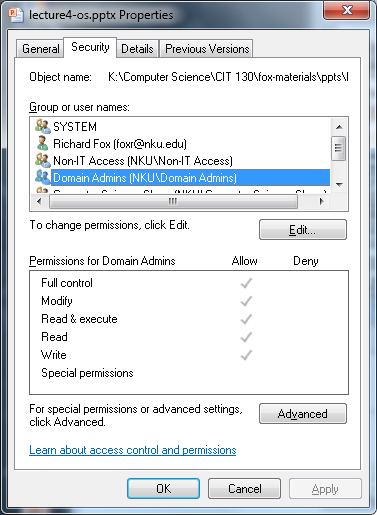 lecture4-os.pptx Properties
General Security Details Previous Versions
Object name: K:\Computer Science\CIT 130\fox-materials\ppts\l
Group or user names:
SYSTEM
Richard Fox (foxr@nku.edu)
Non-IT Access (NKU\Non-IT Access)
Domain Admins (NKU\Domain Admins)
To change permissions, click Edit.
Edit...
Permissions for Domain Admins Allow Deny
Full control
Modify
Read & execute
Read
Write
Special permissions
For special permissions or advanced settings,
click Advanced.
Advanced
Learn about access control and permissions
OK Cancel Apply